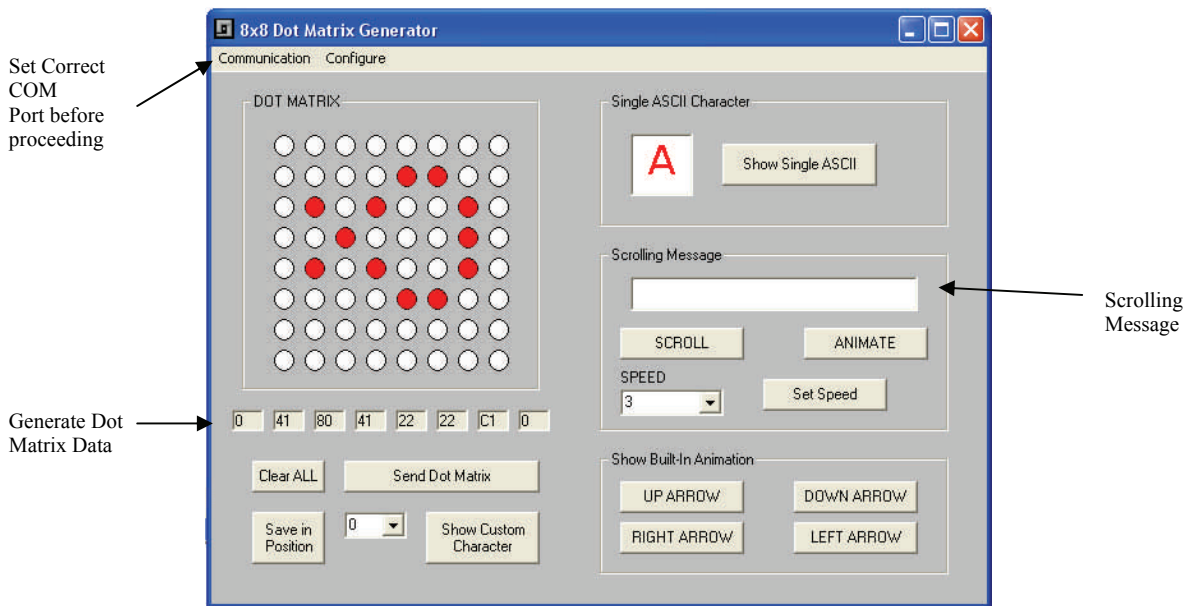 8x8 Dot Matrix Generator
Communication Configure
Set Correct
COM
Port before
proceeding
DOT MATRIX
Single ASCII Character
A
Show Single ASCII
Scrolling Message
SCROLL
ANIMATE
SPEED
3
Set Speed
Scrolling
Message
Generate Dot
Matrix Data
0 41 80 41 22 22 C1 0
Clear ALL
Send Dot Matrix
Save in
Position
0
Show Custom
Character
Show Built-In Animation
UP ARROW
DOWN ARROW
RIGHT ARROW
LEFT ARROW